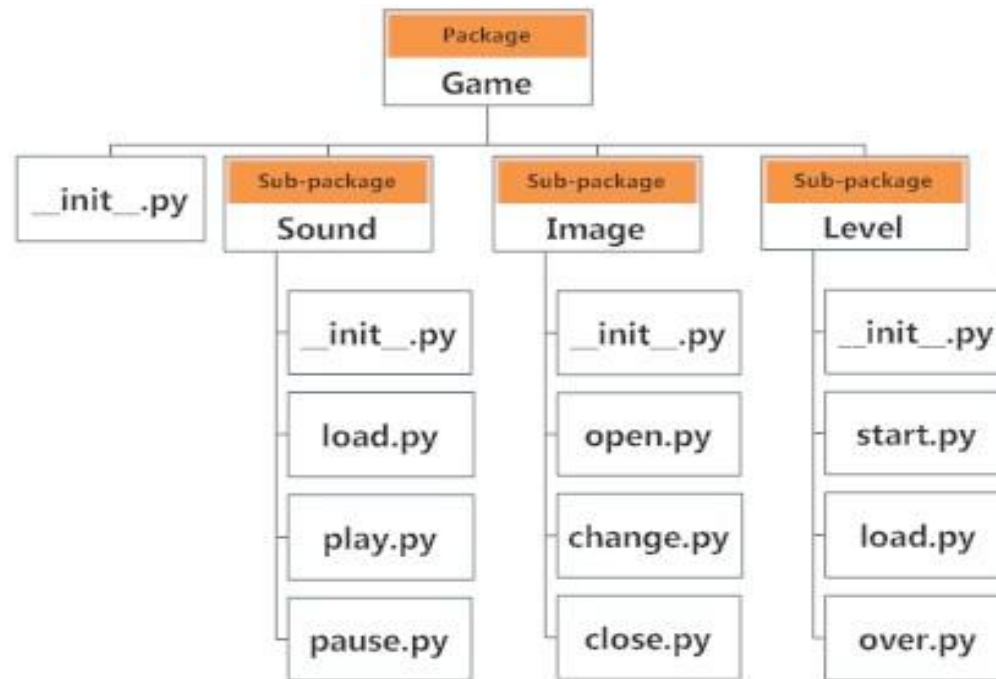 Package
Game
__init__.py
Sub-package
Sound
Sub-package
Image
Sub-package
Level
__init__.py
load.py
play.py
pause.py
__init__.py
open.py
change.py
close.py
__init__.py
start.py
load.py
over.py